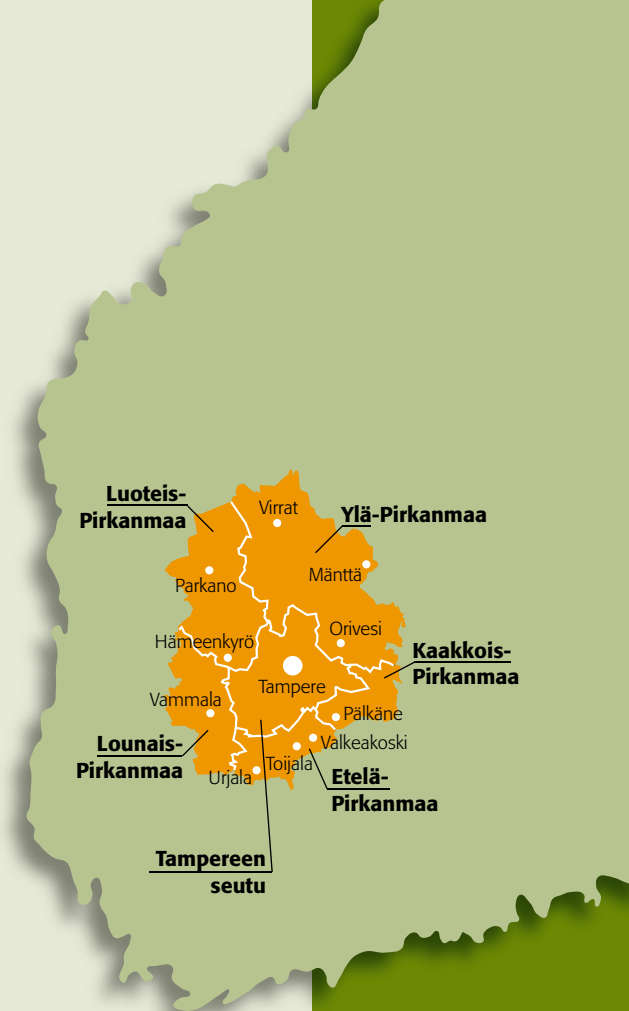 Luoteis-
Pirkanmaa
Virrat
Ylä-Pirkanmaa
Parkano
Mänttä
Hämeenkyrö
Orivesi
Kaakkois-
Pirkanmaa
Tampere
Vammala
Pälkäne
Lounais-
Pirkanmaa
Valkeakoski
Toijala
Urjala
Etelä-
Pirkanmaa
Tampereen
seutu